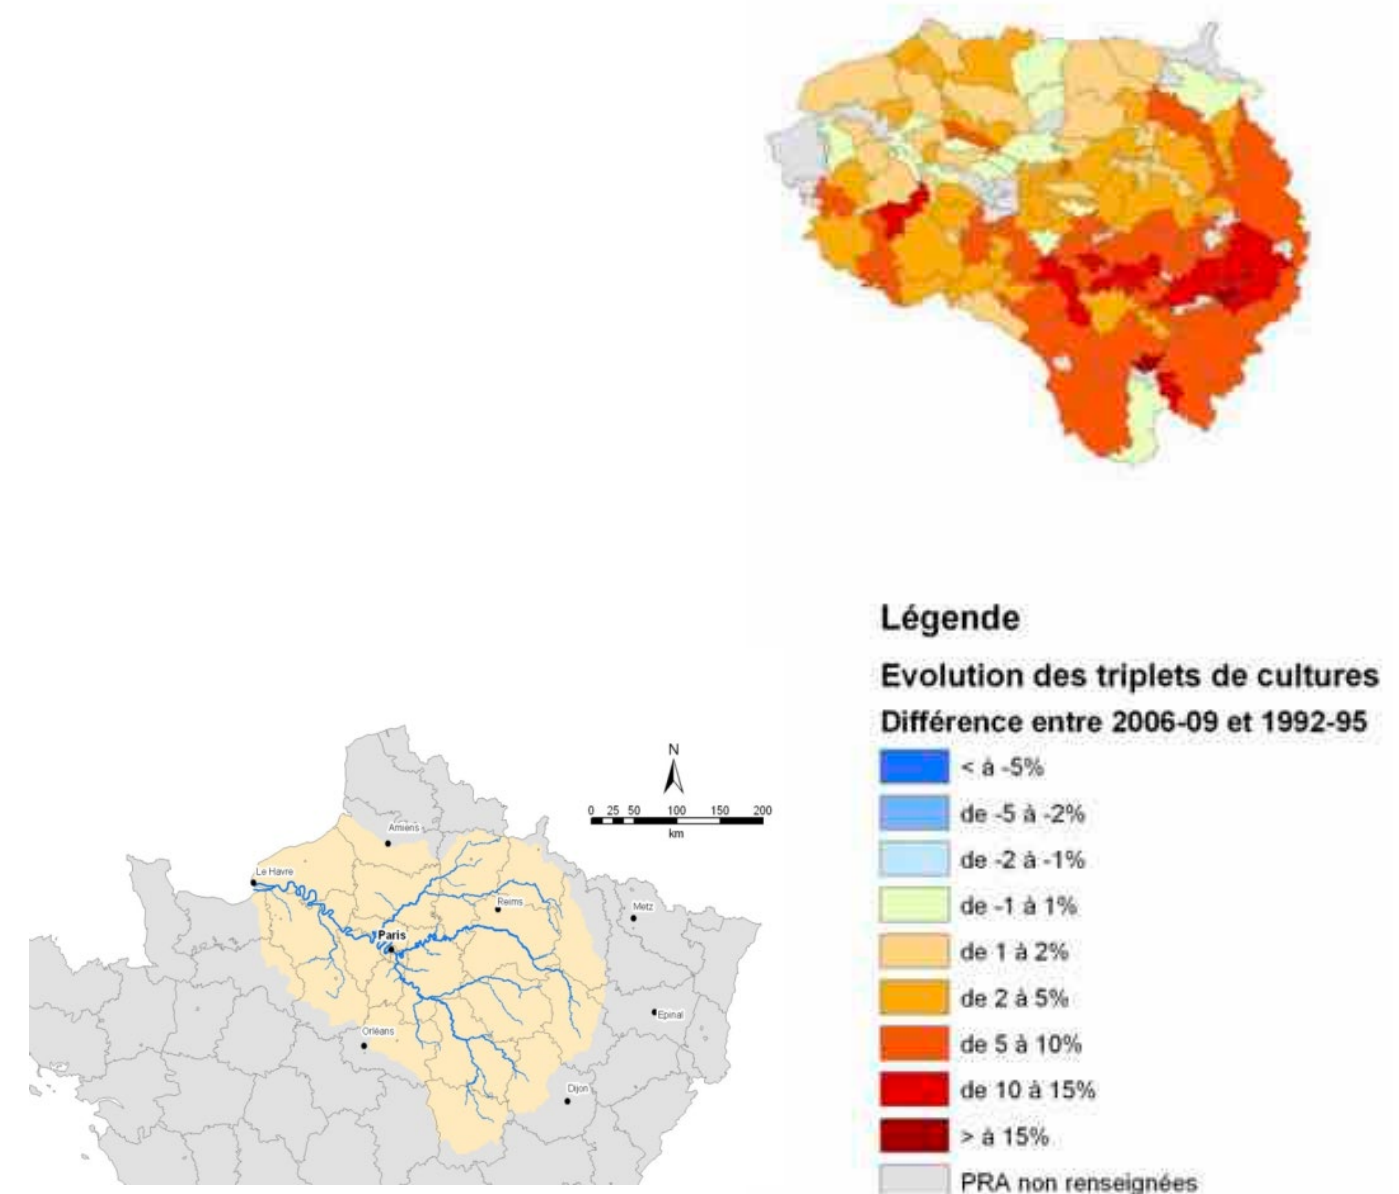 Légende
Evolution des triplets de cultures
Différence entre 2006-09 et 1992-95
< à -5%
de -5 à -2%
de -2 à -1%
de -1 à 1%
de 1 à 2%
de 2 à 5%
de 5 à 10%
de 10 à 15%
> à 15%
PRA non renseignées
N
0 25 50 100 150 200
km
Amiens
Le Havre
Reims
Metz
Paris
Epinal
Orléans
Dijon